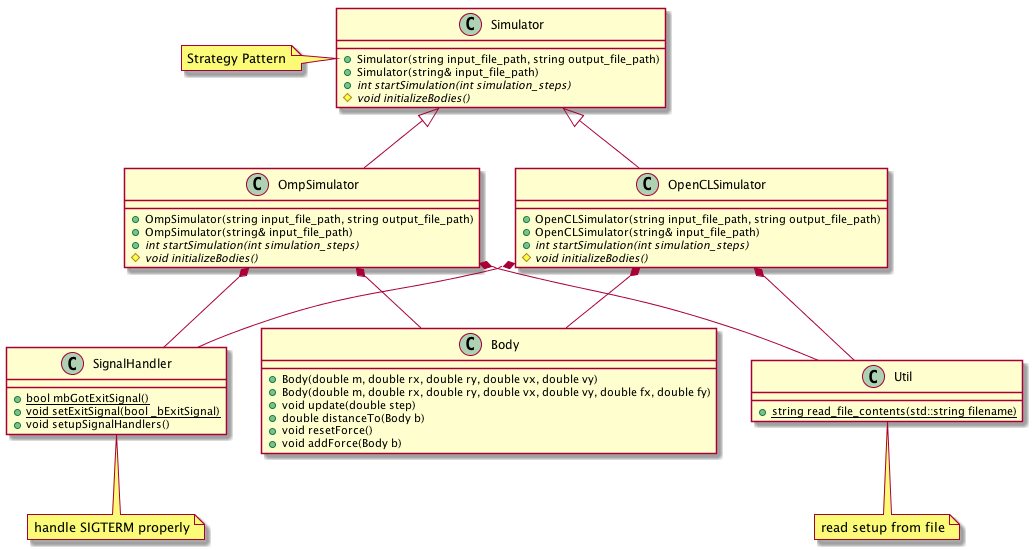 C Simulator
Strategy Pattern
Simulator(string input_file_path, string output_file_path)
Simulator(string& input_file_path)
int startSimulation(int simulation_steps)
void initializeBodies()
C OmpSimulator
OmpSimulator(string input_file_path, string output_file_path)
OmpSimulator(string& input_file_path)
int startSimulation(int simulation_steps)
void initializeBodies()
C OpenCLSimulator
OpenCLSimulator(string input_file_path, string output_file_path)
OpenCLSimulator(string& input_file_path)
int startSimulation(int simulation_steps)
void initializeBodies()
C SignalHandler
bool mbGotExitSignal()
void setExitSignal(bool _bExitSignal)
void setupSignalHandlers()
C Body
Body(double m, double rx, double ry, double vx, double vy)
Body(double m, double rx, double ry, double vx, double vy, double fx, double fy)
void update(double step)
double distanceTo(Body b)
void resetForce()
void addForce(Body b)
C Util
string read_file_contents(std::string filename)
handle SIGTERM properly
read setup from file